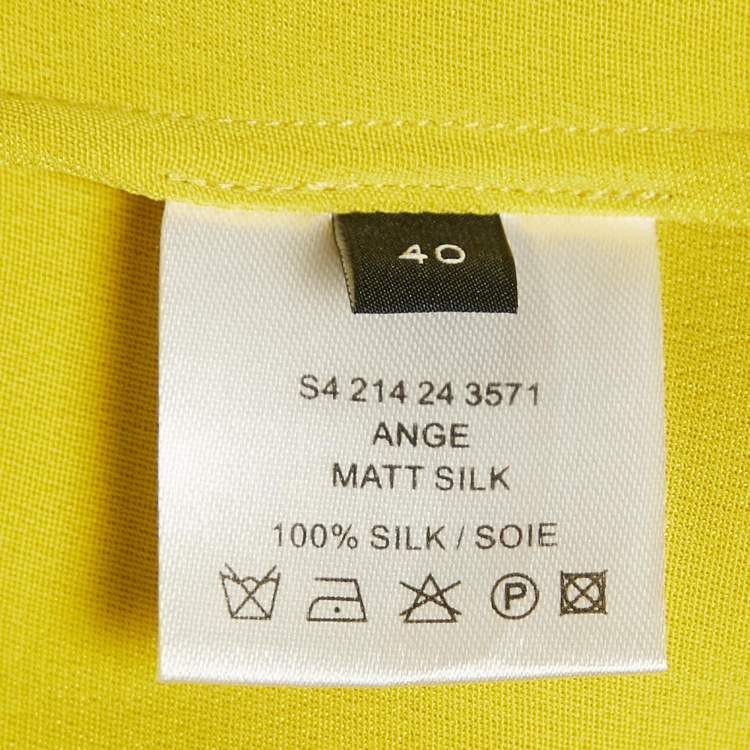 40
S4 214 24 3571
ANGE
MATT SILK
100% SILK / SOIE
P